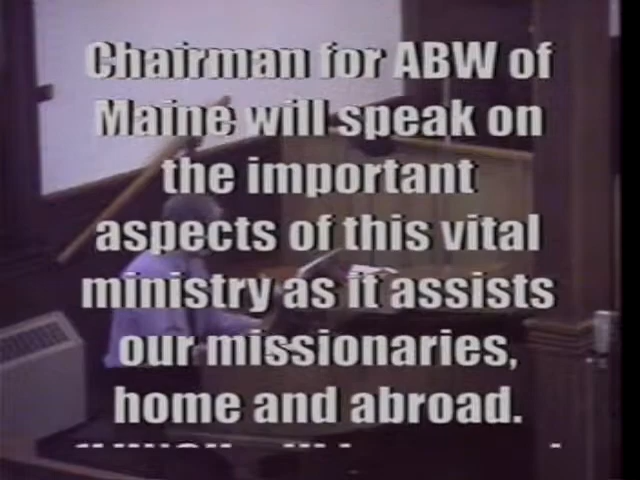 Chairman for ABW of
Maine will speak on
the important
aspects of this vital
ministry as it assists
our missionaries,
home and abroad.